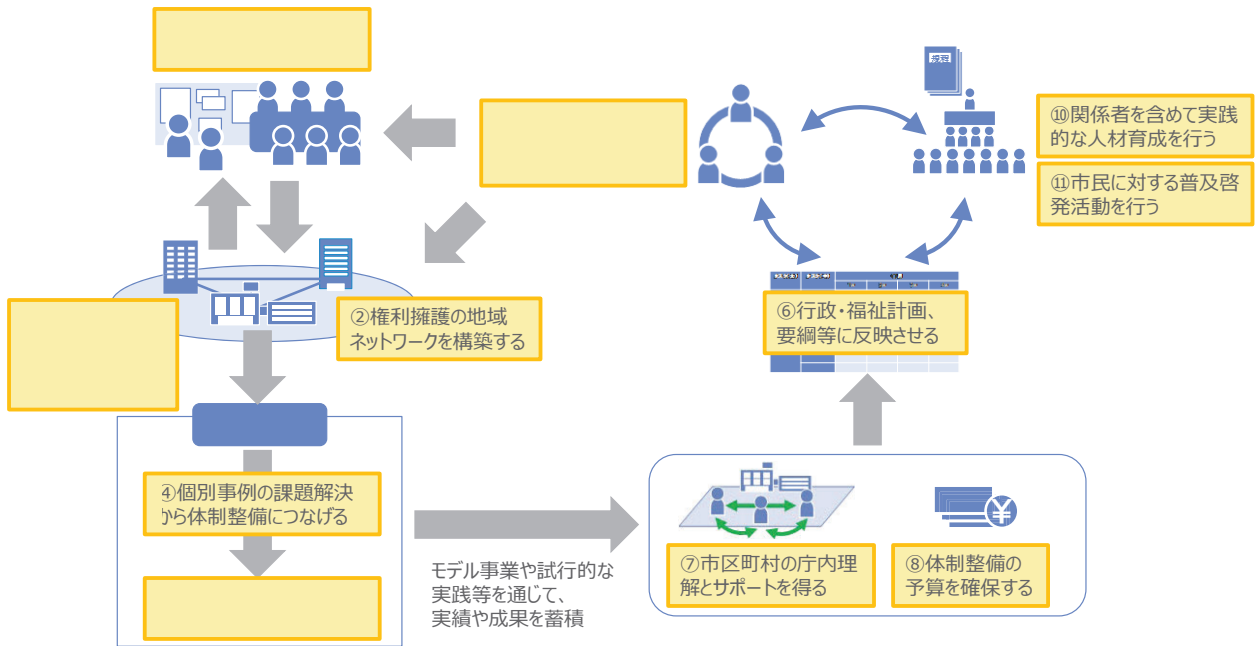 ⑩関係者を含めて実践
的な人材育成を行う
⑪市民に対する普及啓
発活動を行う
②権利擁護の地域
ネットワークを構築する
⑥行政・福祉計画、
要綱等に反映させる
④個別事例の課題解決
から体制整備につなげる
モデル事業や試行的な
実践等を通じて、
実績や成果を蓄積
⑦市区町村の庁内理
解とサポートを得る
⑧体制整備の
予算を確保する